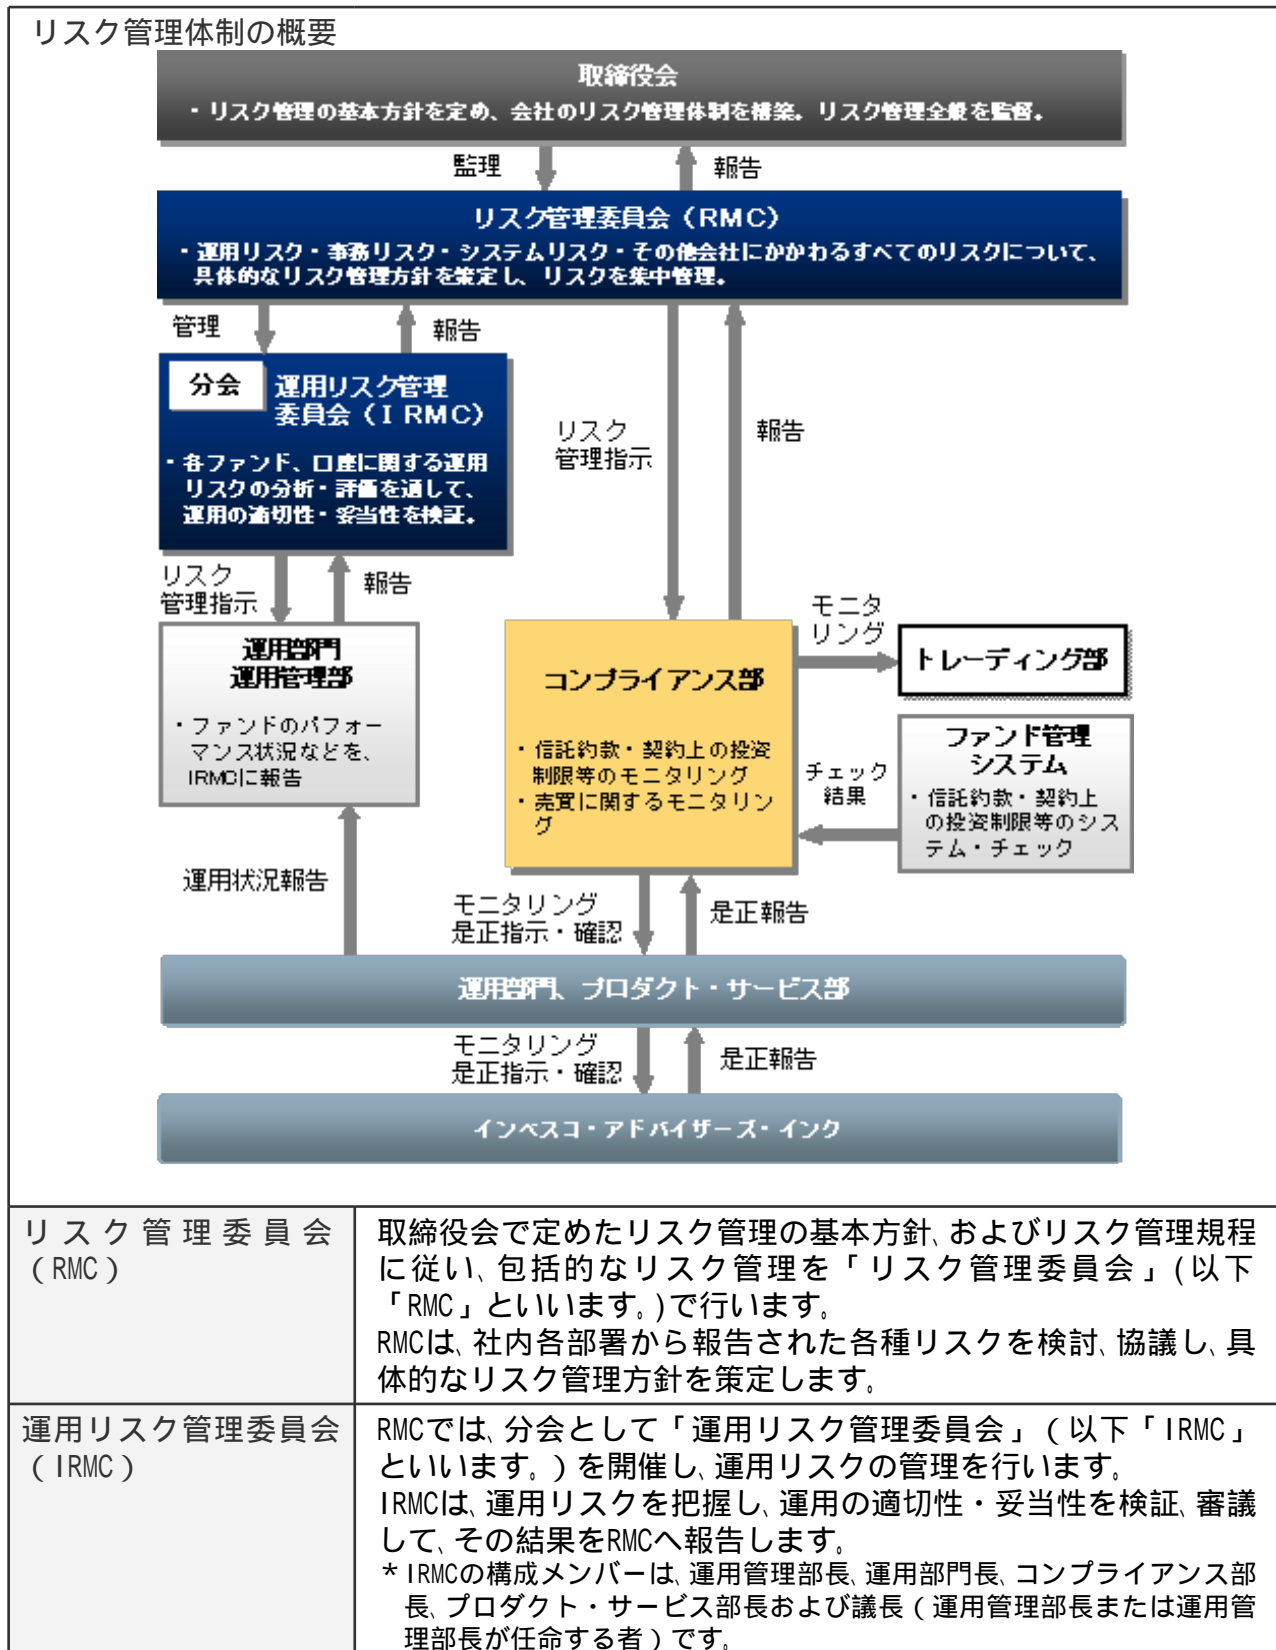 リスク管理体制の概要
取締役会
・リスク管理の基本方針を定め、会社のリスク管理体制を構築。リスク管理全般を監督。
監理
報告
リスク管理委員会（RMC）
・運用リスク・事務リスク・システムリスク・その他会社にかかわるすべてのリスクについて、
具体的なリスク管理方針を策定し、リスクを集中管理。
管理
報告
分会
運用リスク管理
委員会（IRMC）
・各ファンド、口座に関する運用
リスクの分析・評価を通して、
運用の適切性・妥当性を検証。
リスク
管理指示
報告
リスク
管理指示
報告
運用部門
運用管理部
・ファンドのパフォー
マンス状況などを、
IRMCに報告
コンプライアンス部
・信託約款・契約上の投資
制限等のモニタリング
・売買に関するモニタリン
グ
モニタ
リング
トレーディング部
チェック
結果
ファンド管理
システム
・信託約款・契約上
の投資制限等のシス
テム・チェック
運用状況報告
モニタリング
是正指示・確認
是正報告
運用部門、プロダクト・サービス部
モニタリング
是正指示・確認
是正報告
インベスコ・アドバイザーズ・インク
リスク管理委員会
（RMC）
取締役会で定めたリスク管理の基本方針、およびリスク管理規程
に従い、包括的なリスク管理を「リスク管理委員会」(以下
「RMC」といいます。)で行います。
RMCは、社内各部署から報告された各種リスクを検討、協議し、具
体的なリスク管理方針を策定します。
運用リスク管理委員会
（IRMC）
RMCでは、分会として「運用リスク管理委員会」（以下「IRMC」
といいます。）を開催し、運用リスクの管理を行います。
IRMCは、運用リスクを把握し、運用の適切性・妥当性を検証、審議
して、その結果をRMCへ報告します。
＊IRMCの構成メンバーは、運用管理部長、運用部門長、コンプライアンス部
長、プロダクト・サービス部長および議長（運用管理部長または運用管
理部長が任命する者）です。